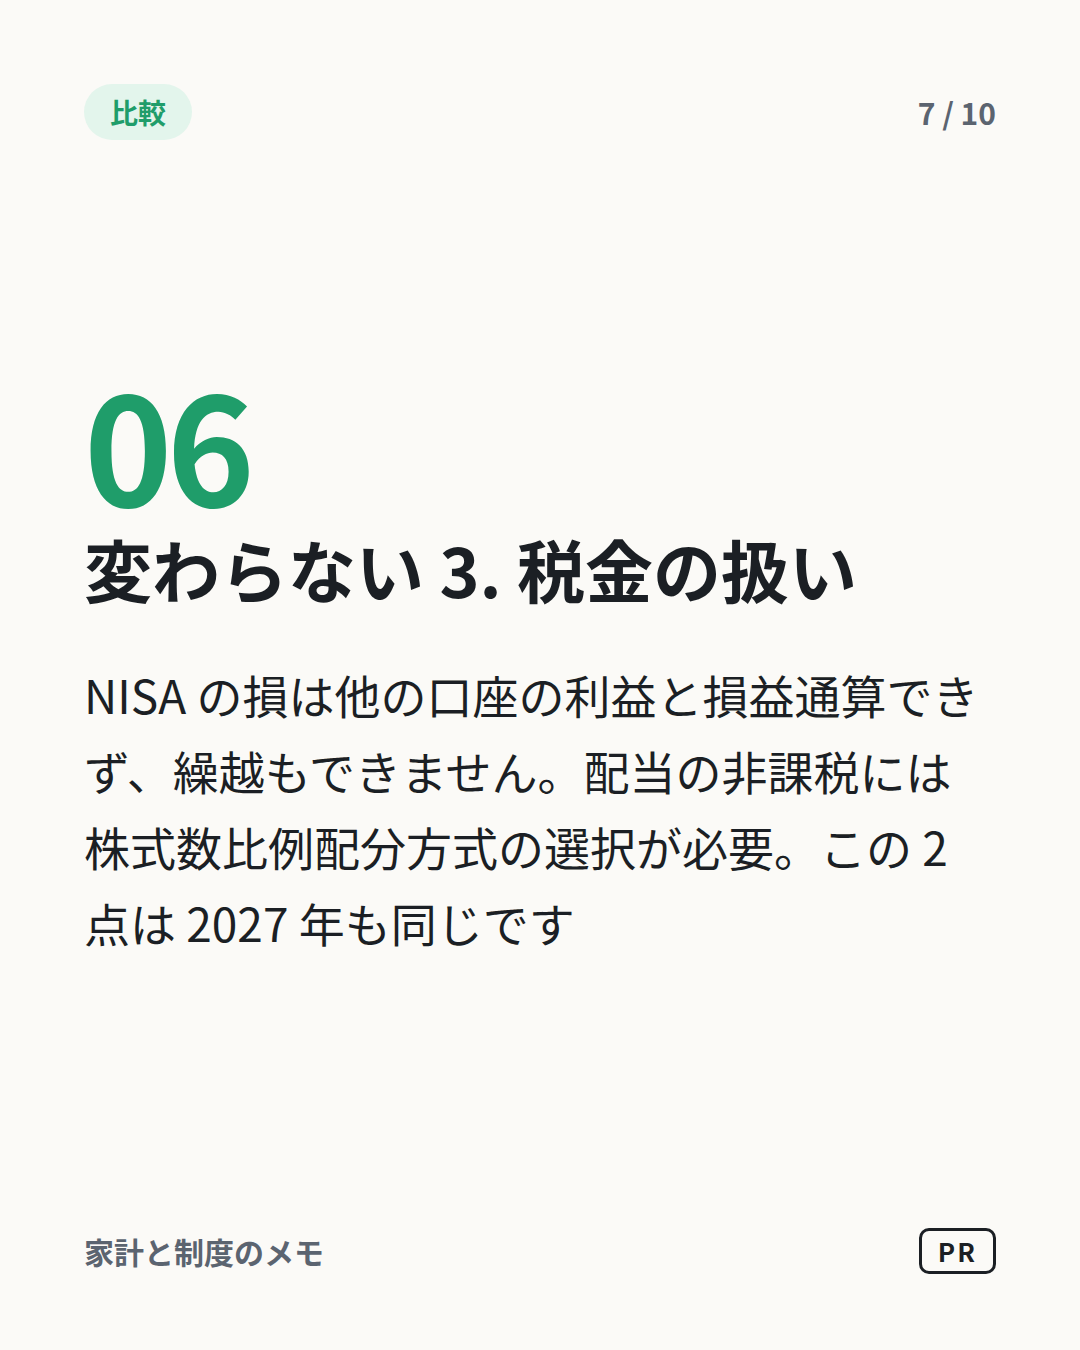 比較
7 / 10
06
変わらない 3. 税金の扱い
NISA の損は他の口座の利益と損益通算でき
ず、繰越もできません。配当の非課税には
株式数比例配分方式の選択が必要。この 2
点は 2027 年も同じです
家計と制度のメモ
PR